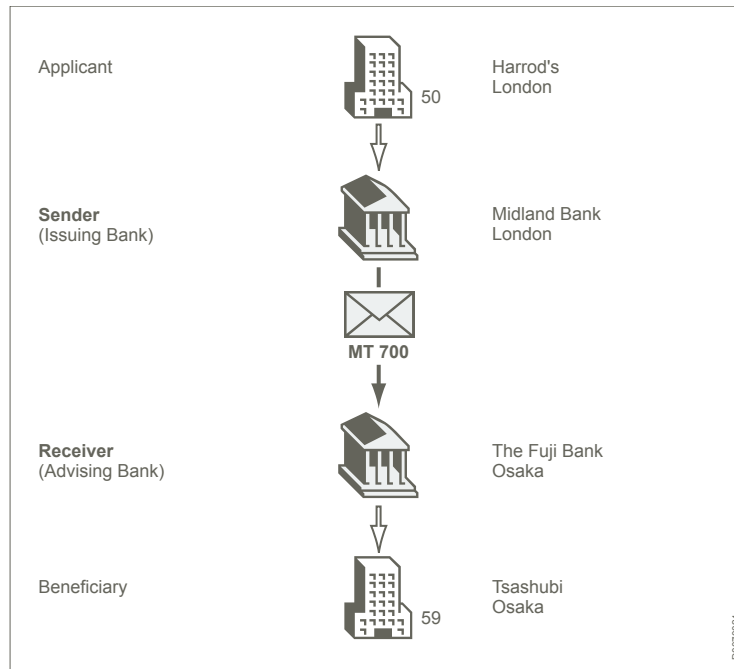 Applicant
50
Harrod's
London
Sender
(Issuing Bank)
Midland Bank
London
MT 700
Receiver
(Advising Bank)
The Fuji Bank
Osaka
Beneficiary
59
Tsashubi
Osaka